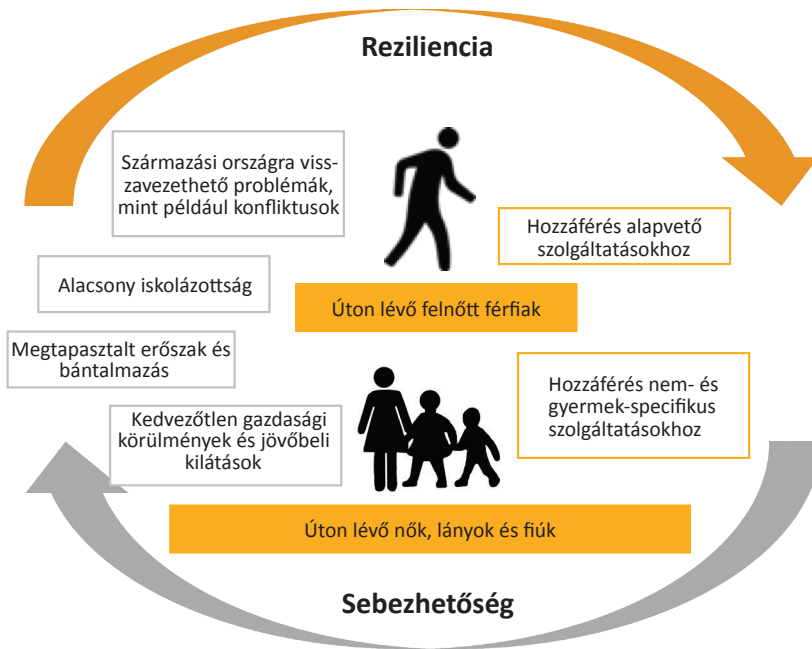 Reziliencia
Származási országra viss-
zavezethető problémák,
mint például konfliktusok
Hozzáférés alapvető
szolgáltatásokhoz
Alacsony iskolázottság
Úton lévő felnőtt férfiak
Megtapasztalt erőszak és
bántalmazás
Hozzáférés nem- és
gyermek-specifikus
szolgáltatásokhoz
Kedvezőtlen gazdasági
körülmények és jövőbeli
kilátások
Úton lévő nők, lányok és fiúk
Sebezhetőség